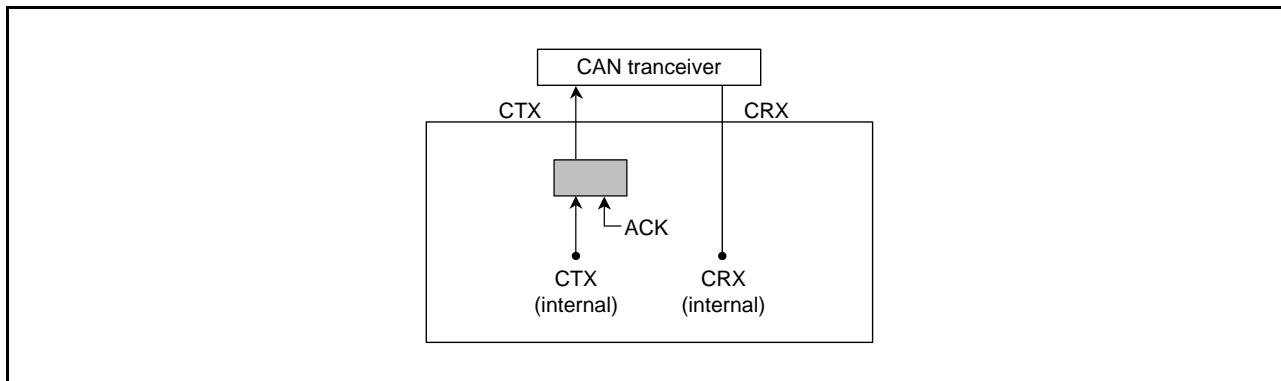 CAN tranceiver
CTX
CRX
ACK
CTX
(internal)
CRX
(internal)